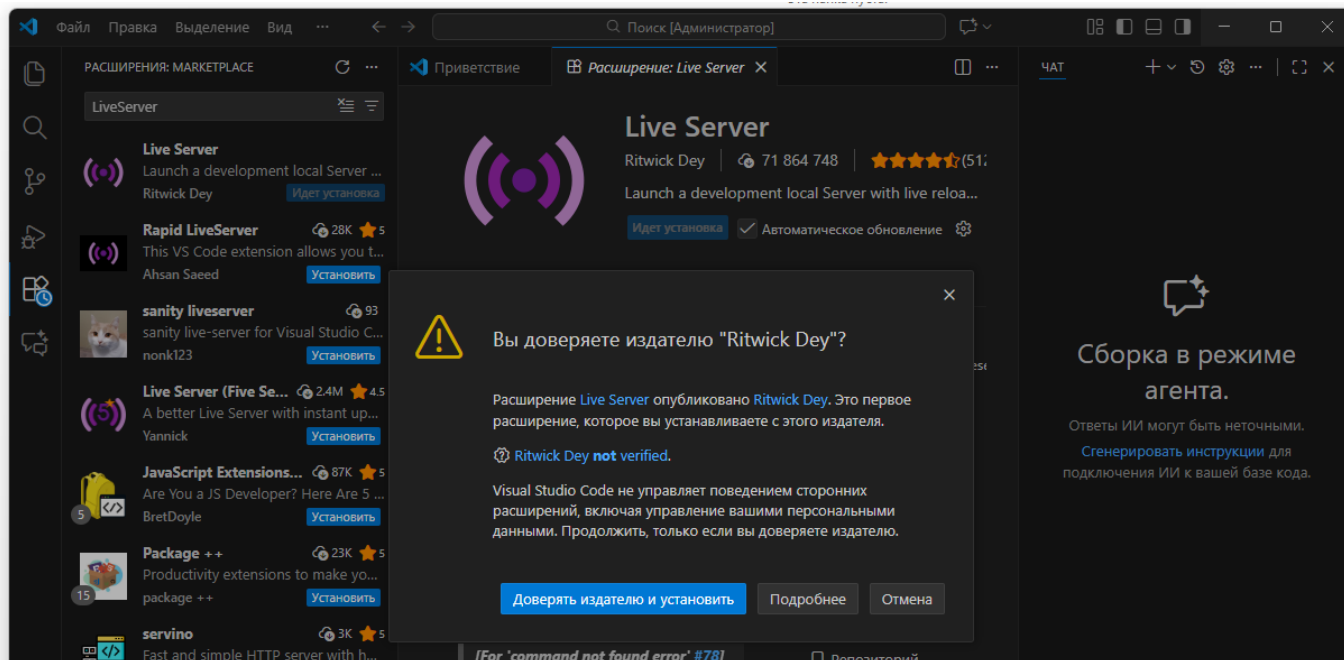 Файл Правка Выделение Вид ··· Поиск [Администратор]
РАСШИРЕНИЯ: MARKETPLACE
LiveServer
Live Server
Launch a development local Server ...
Ritwick Dey Идет установка
Rapid LiveServer 28K 5
This VS Code extension allows you t...
Ahsan Saeed Установить
sanity liveserver 93
sanity live-server for Visual Studio C...
nonk123 Установить
Live Server (Five Se... 2.4M 4.5
A better Live Server with instant up...
Yannick Установить
JavaScript Extensions... 87K 5
Are You a JS Developer? Here Are 5 ...
5
BretDoyle Установить
Package ++ 23K 5
Productivity extensions to make yo...
15
package ++ Установить
servino 3K 5
Fast and simple HTTP server with h...
Приветствие Расширение: Live Server
Live Server
Ritwick Dey 71 864 748 (512
Launch a development local Server with live reloa...
Идет установка Автоматическое обновление
Вы доверяете издателю "Ritwick Dey"?
Расширение Live Server опубликовано Ritwick Dey. Это первое
расширение, которое вы устанавливаете с этого издателя.
Ritwick Dey not verified.
Visual Studio Code не управляет поведением сторонних
расширений, включая управление вашими персональными
данными. Продолжить, только если вы доверяете издателю.
Доверять издателю и установить Подробнее Отмена
[For 'command not found error' #78]
Репозиторий
ЧАТ
Сборка в режиме
агента.
Ответы ИИ могут быть неточными.
Сгенерировать инструкции для
подключения ИИ к вашей базе кода.